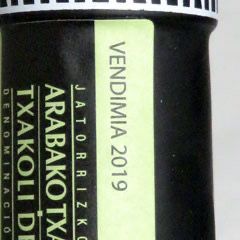 VENDIMIA 2019
JATORRIZKO
ARABAKO TXA
TXAKOLI DE
DENOMINACIÓ